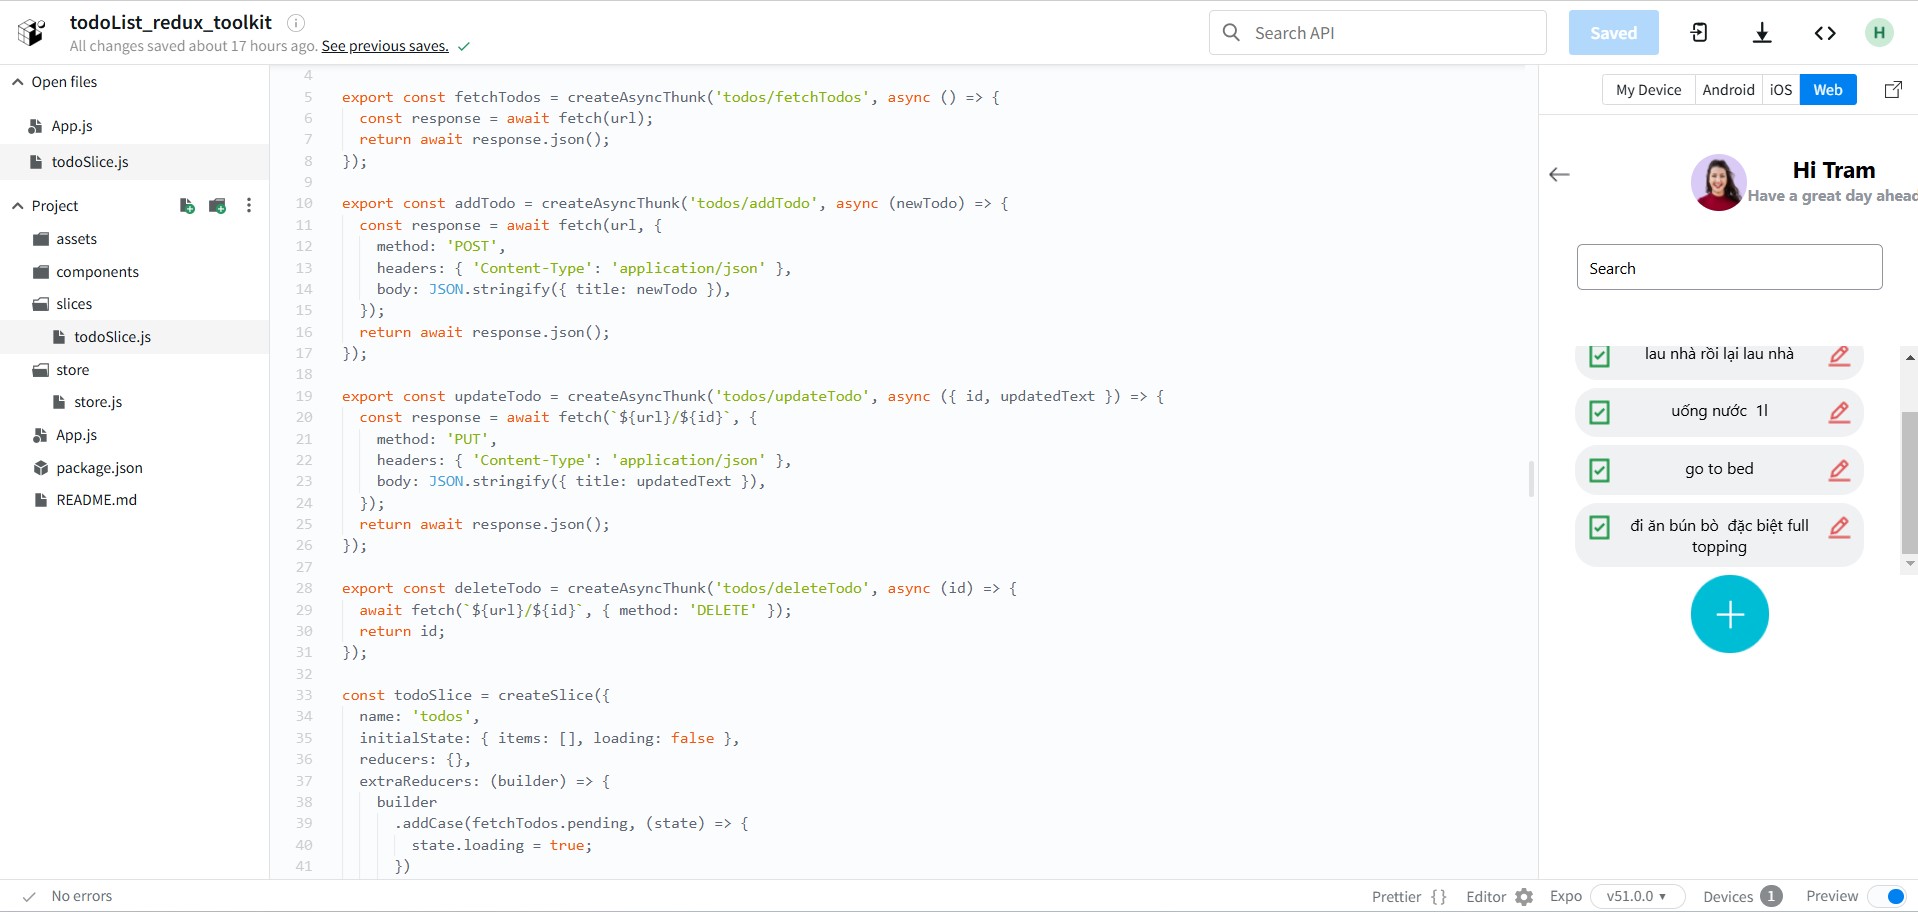 todoList_redux_toolkit
All changes saved about 17 hours ago. See previous saves.
Search API
Saved
H
Open files
App.js
todoSlice.js
Project
assets
components
slices
todoSlice.js
store
store.js
App.js
package.json
README.md
4
5 export const fetchTodos = createAsyncThunk('todos/fetchTodos', async () => {
6 const response = await fetch(url);
7 return await response.json();
8 });
9
10 export const addTodo = createAsyncThunk('todos/addTodo', async (newTodo) => {
11 const response = await fetch(url, {
12 method: 'POST',
13 headers: { 'Content-Type': 'application/json' },
14 body: JSON.stringify({ title: newTodo }),
15 });
16 return await response.json();
17 });
18
19 export const updateTodo = createAsyncThunk('todos/updateTodo', async ({ id, updatedText }) => {
20 const response = await fetch(`${url}/${id}`, {
21 method: 'PUT',
22 headers: { 'Content-Type': 'application/json' },
23 body: JSON.stringify({ title: updatedText }),
24 });
25 return await response.json();
26 });
27
28 export const deleteTodo = createAsyncThunk('todos/deleteTodo', async (id) => {
29 await fetch(`${url}/${id}`, { method: 'DELETE' });
30 return id;
31 });
32
33 const todoSlice = createSlice({
34 name: 'todos',
35 initialState: { items: [], loading: false },
36 reducers: {},
37 extraReducers: (builder) => {
38 builder
39 .addCase(fetchTodos.pending, (state) => {
40 state.loading = true;
41 })
My Device Android iOS Web
Hi Tram
Have a great day ahead
Search
lau nhà rồi lại lau nhà
uống nước 1l
go to bed
đi ăn bún bò đặc biệt full
topping
No errors
Prettier {} Editor Expo v51.0.0 Devices 1 Preview